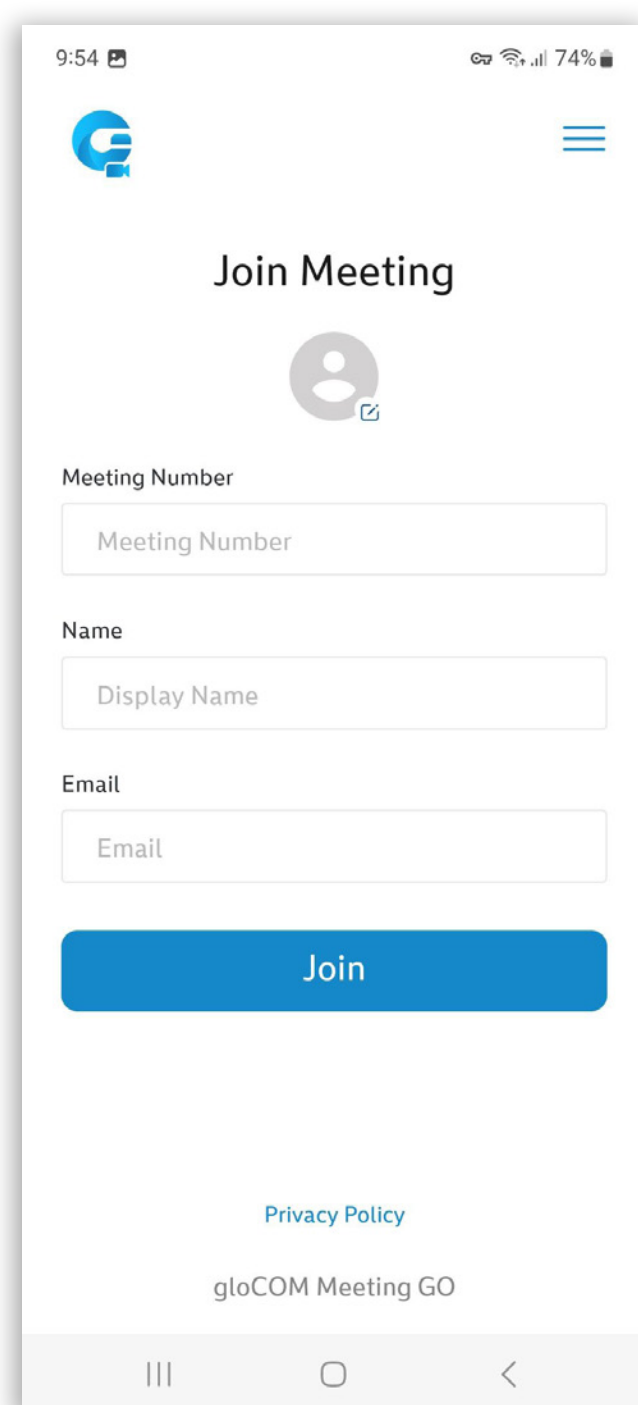 9:54 74%
Join Meeting
Meeting Number
Meeting Number
Name
Display Name
Email
Email
Join
Privacy Policy
gloCOM Meeting GO